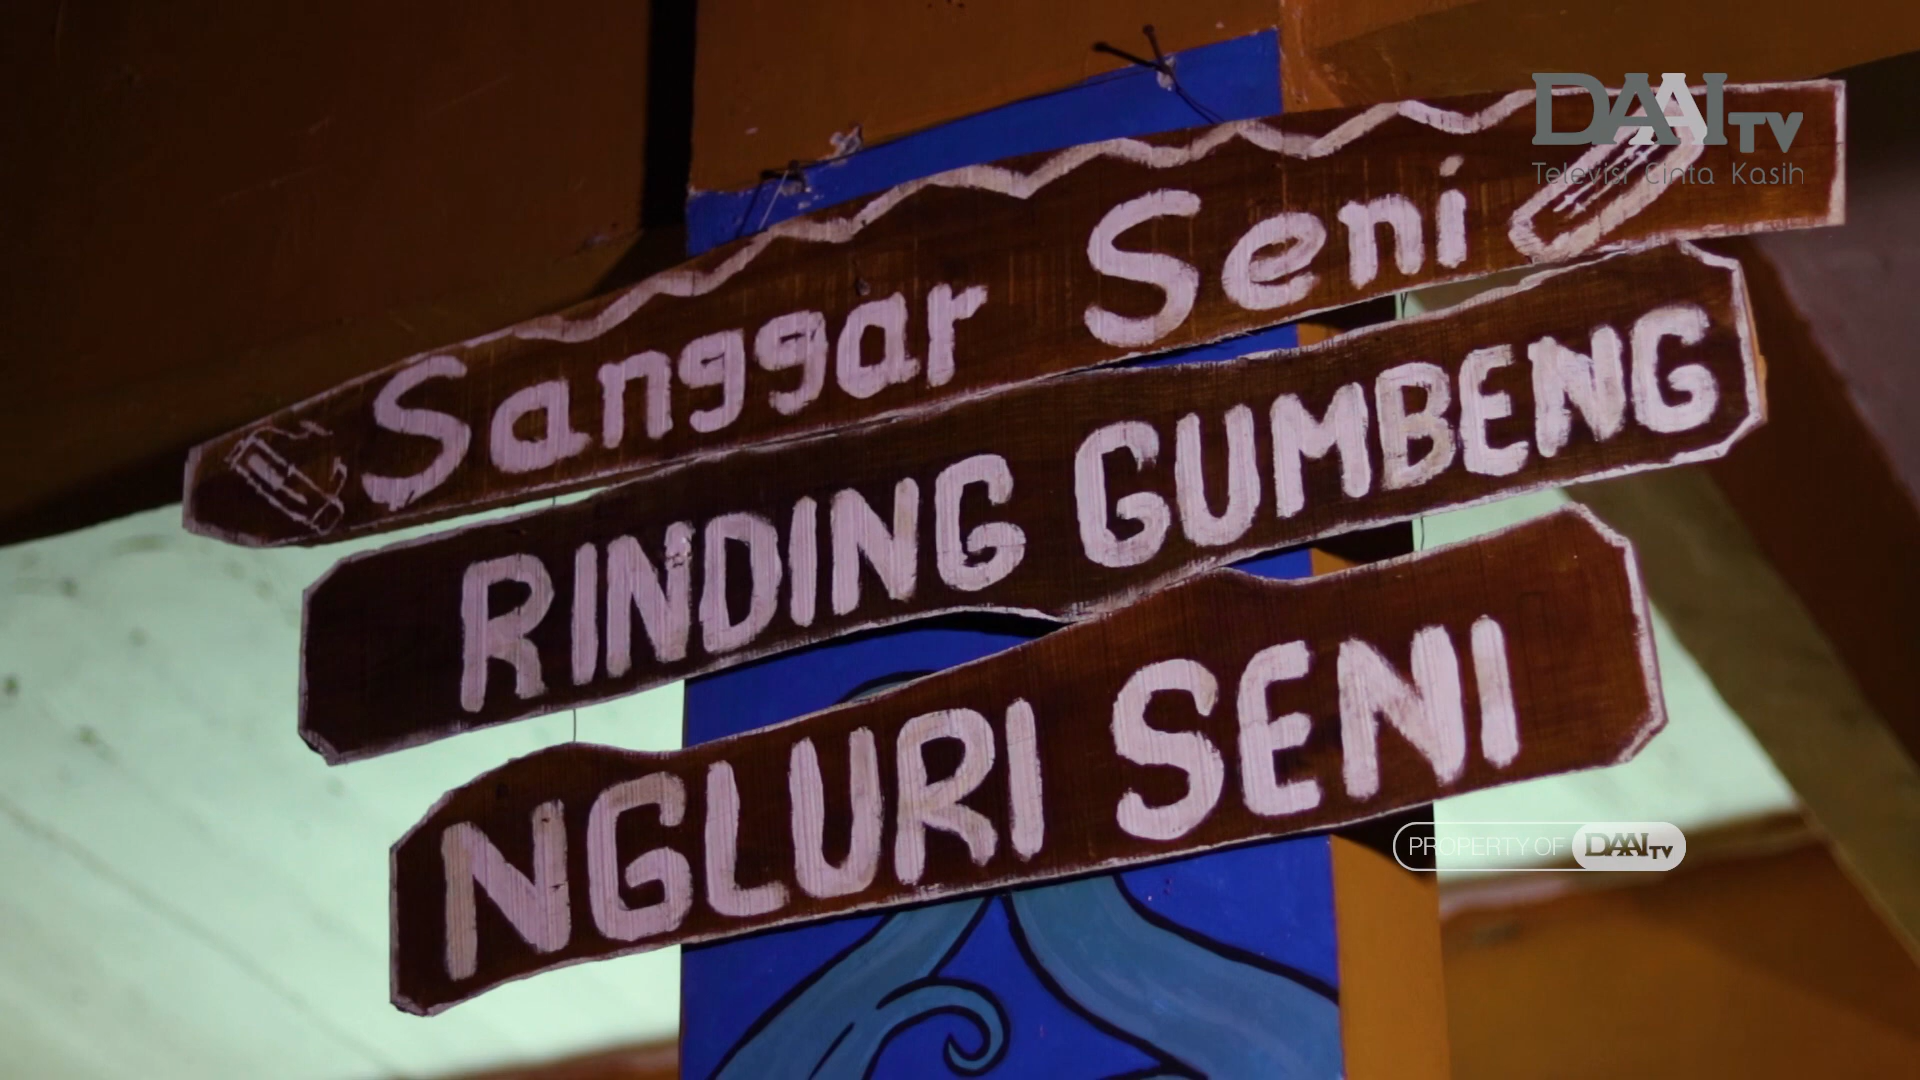 DAAI TV
Televisi Cinta Kasih
Sanggar Seni
RINDING GUMBENG
NGLURI SENI
PROPERTY OF DAAI TV